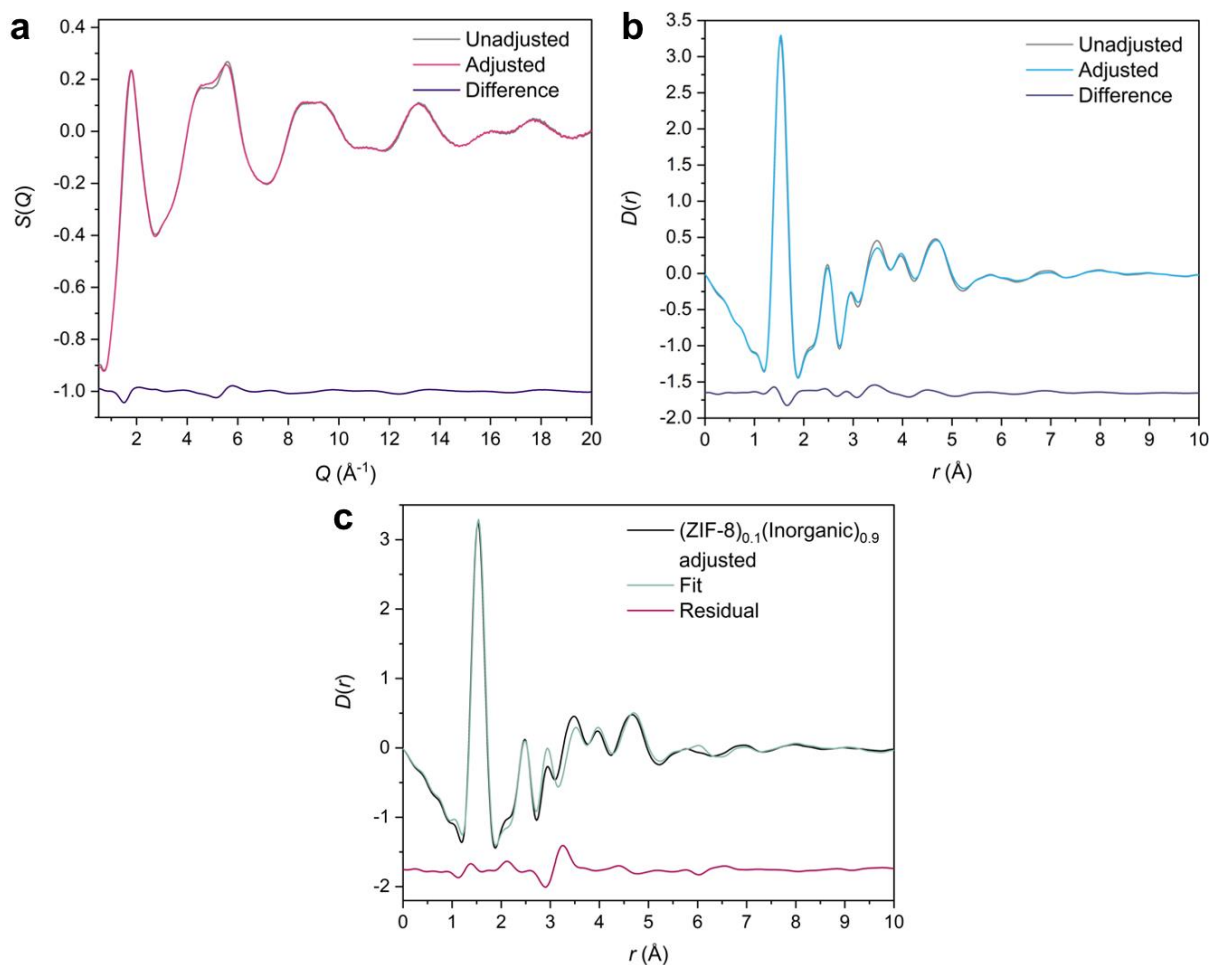 a
0.4
0.2
0.0
-0.2
-0.4
-0.6
-0.8
-1.0
S(Q)
Unadjusted
Adjusted
Difference
2 4 6 8 10 12 14 16 18 20
Q (Å-1)
b
3.5
3.0
2.5
2.0
1.5
1.0
0.5
0.0
-0.5
-1.0
-1.5
-2.0
D(r)
Unadjusted
Adjusted
Difference
0 1 2 3 4 5 6 7 8 9 10
r (Å)
c
3
2
1
0
-1
-2
D(r)
(ZIF-8)0.1(Inorganic)0.9
adjusted
Fit
Residual
0 1 2 3 4 5 6 7 8 9 10
r (Å)